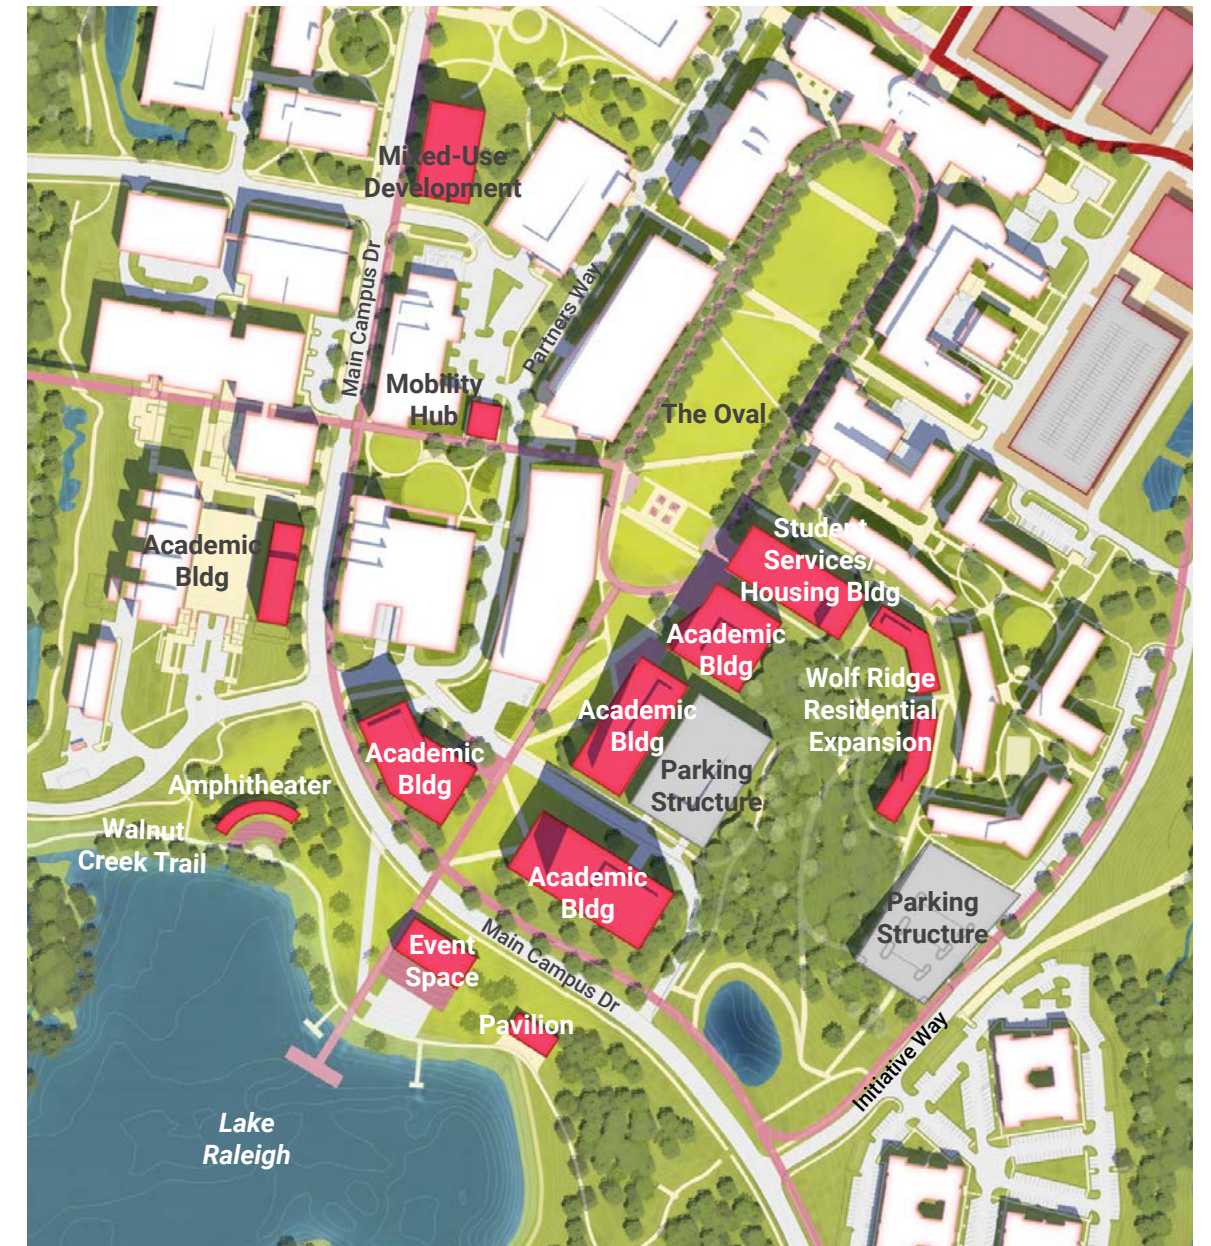 Mixed-Use
Development
Main Campus Dr
Partners Way
Mobility
Hub
The Oval
Academic
Bldg
Student
Services/
Housing Bldg
Academic
Bldg
Wolf Ridge
Residential
Expansion
Academic
Bldg
Academic
Bldg
Parking
Structure
Amphitheater
Walnut
Creek Trail
Academic
Bldg
Parking
Structure
Event
Space
Main Campus Dr
Pavilion
Initiative Way
Lake
Raleigh